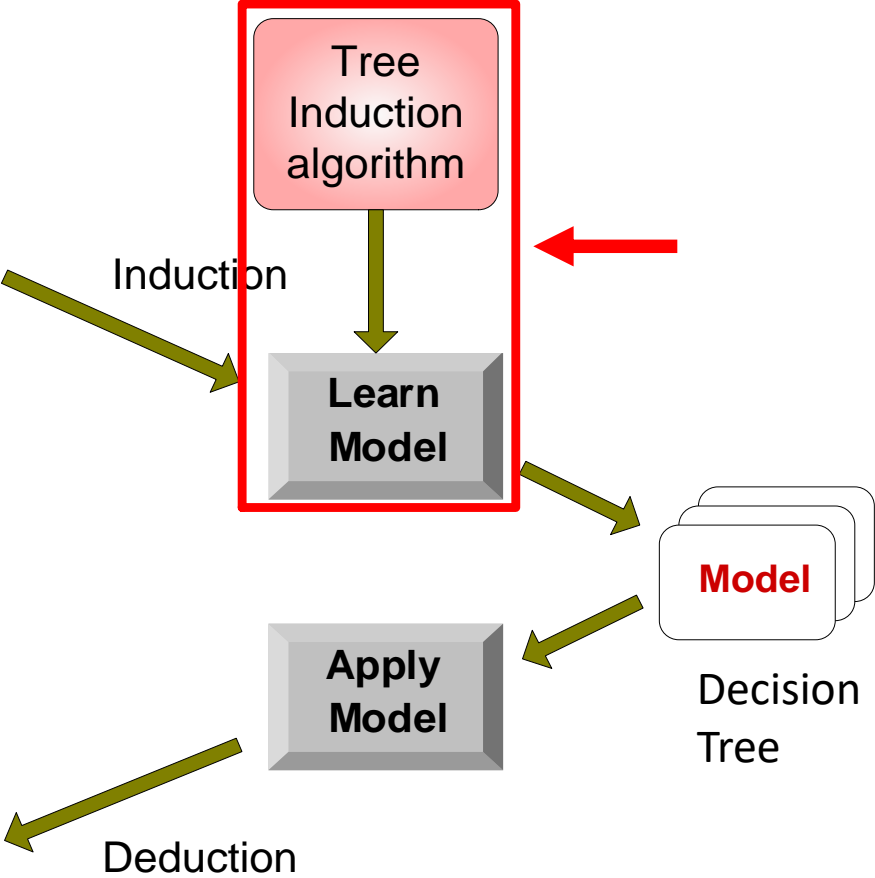 Tree
Induction
algorithm
Induction
Learn
Model
Model
Apply
Model
Decision
Tree
Deduction